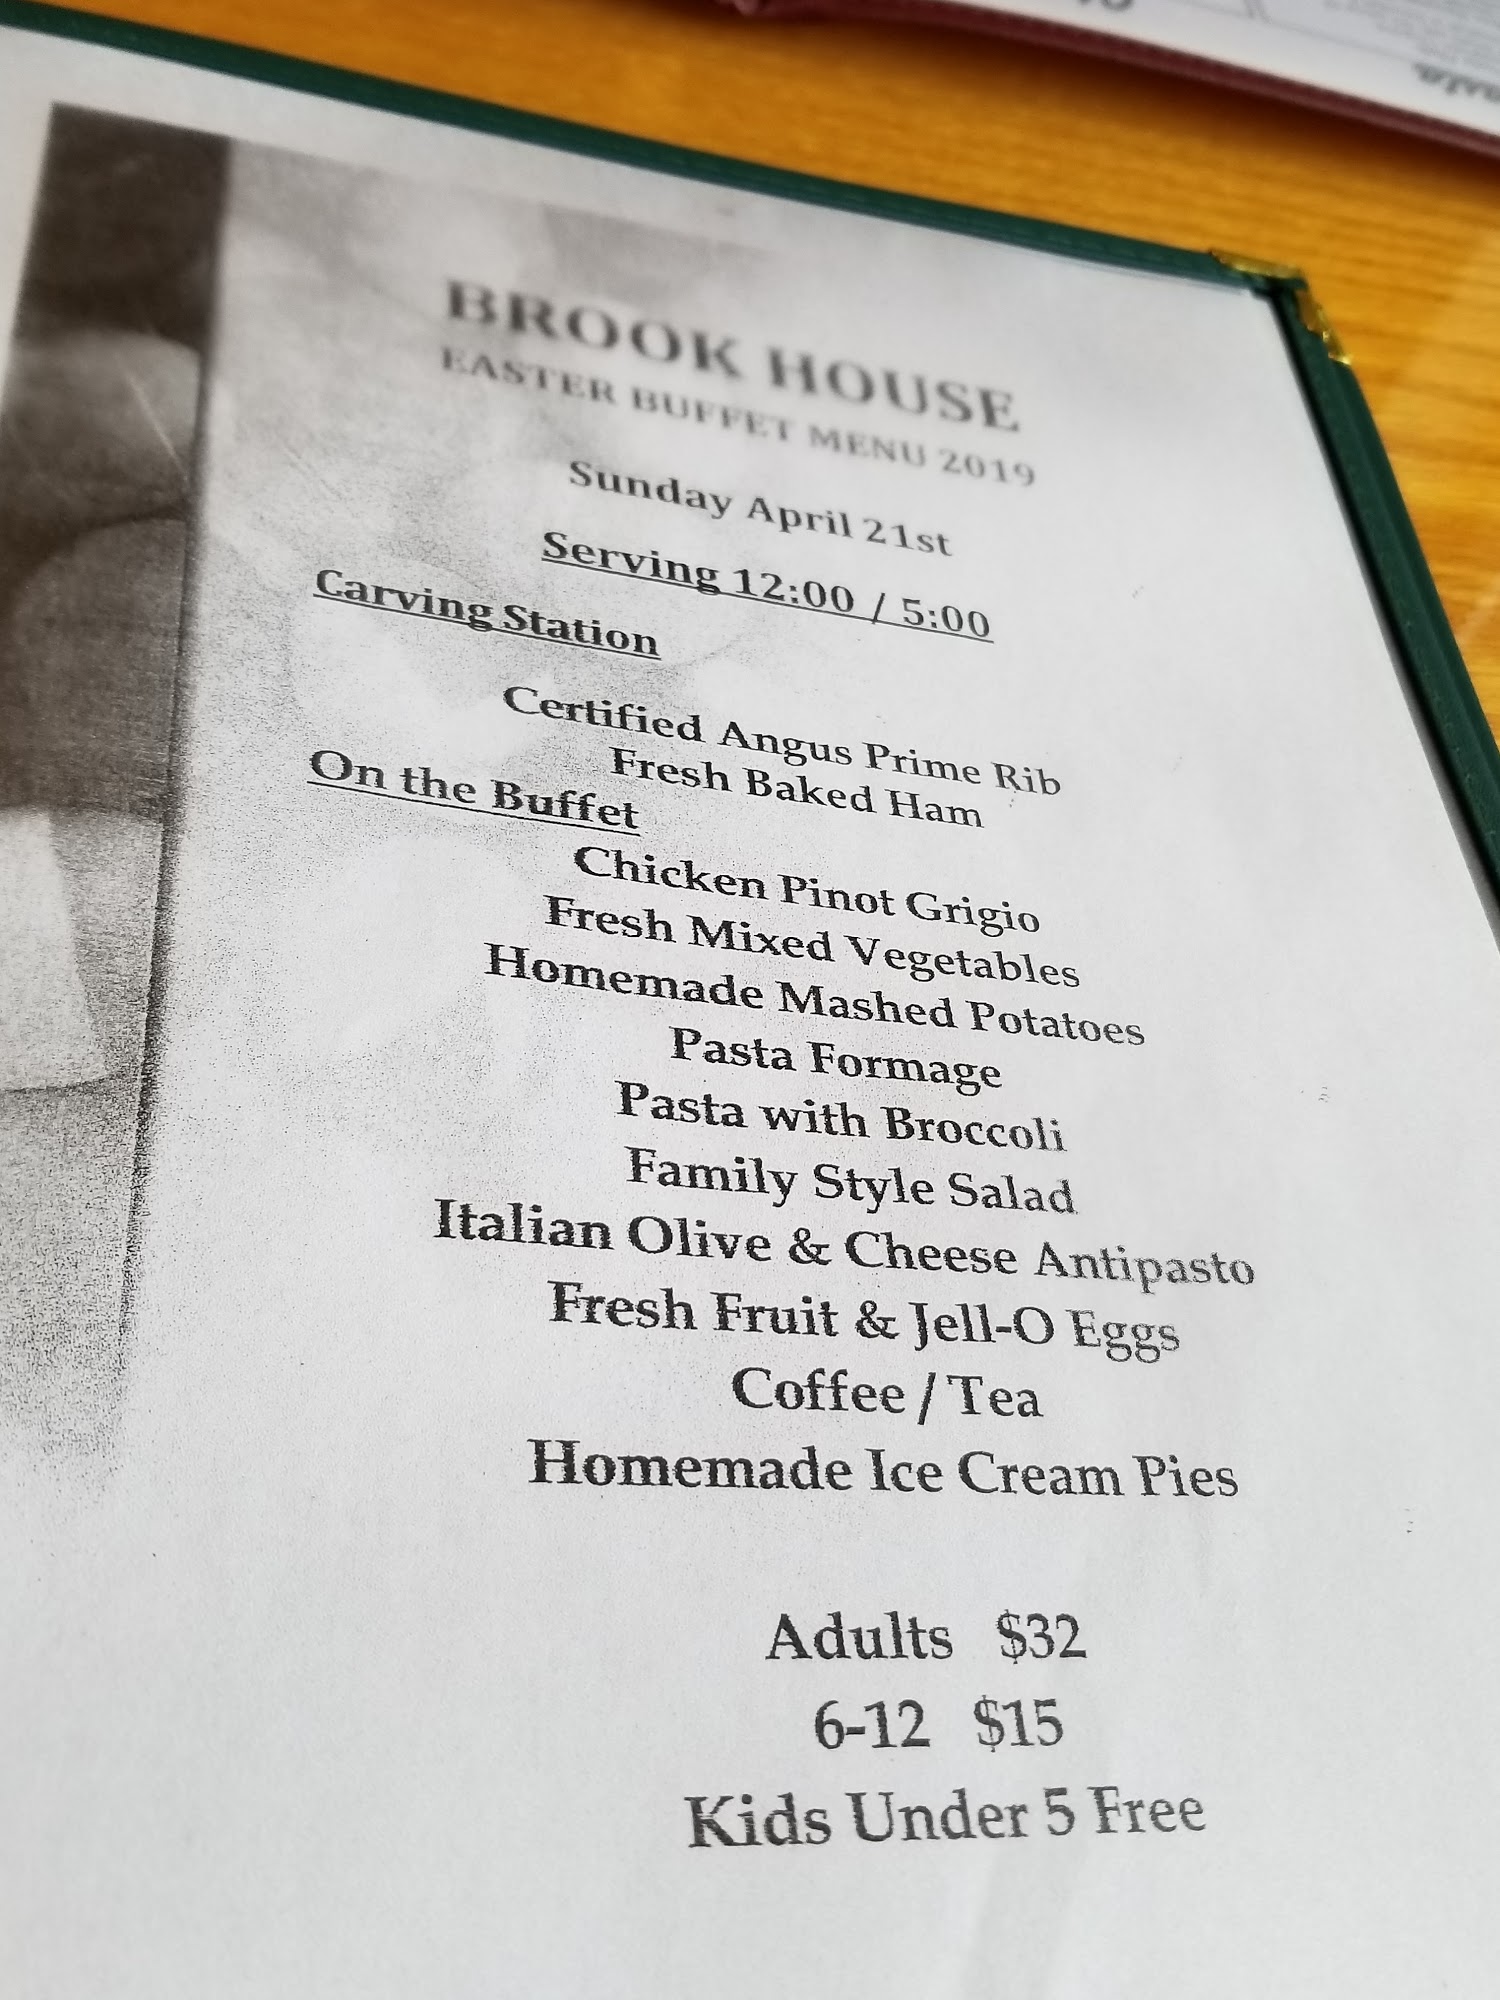 BROOK HOUSE
EASTER BUFFET MENU 2019
Sunday April 21st
Serving 12:00 / 5:00
Carving Station
Certified Angus Prime Rib
Fresh Baked Ham
On the Buffet
Chicken Pinot Grigio
Fresh Mixed Vegetables
Homemade Mashed Potatoes
Pasta Formage
Pasta with Broccoli
Family Style Salad
Italian Olive & Cheese Antipasto
Fresh Fruit & Jell-O Eggs
Coffee / Tea
Homemade Ice Cream Pies
Adults $32
6-12 $15
Kids Under 5 Free